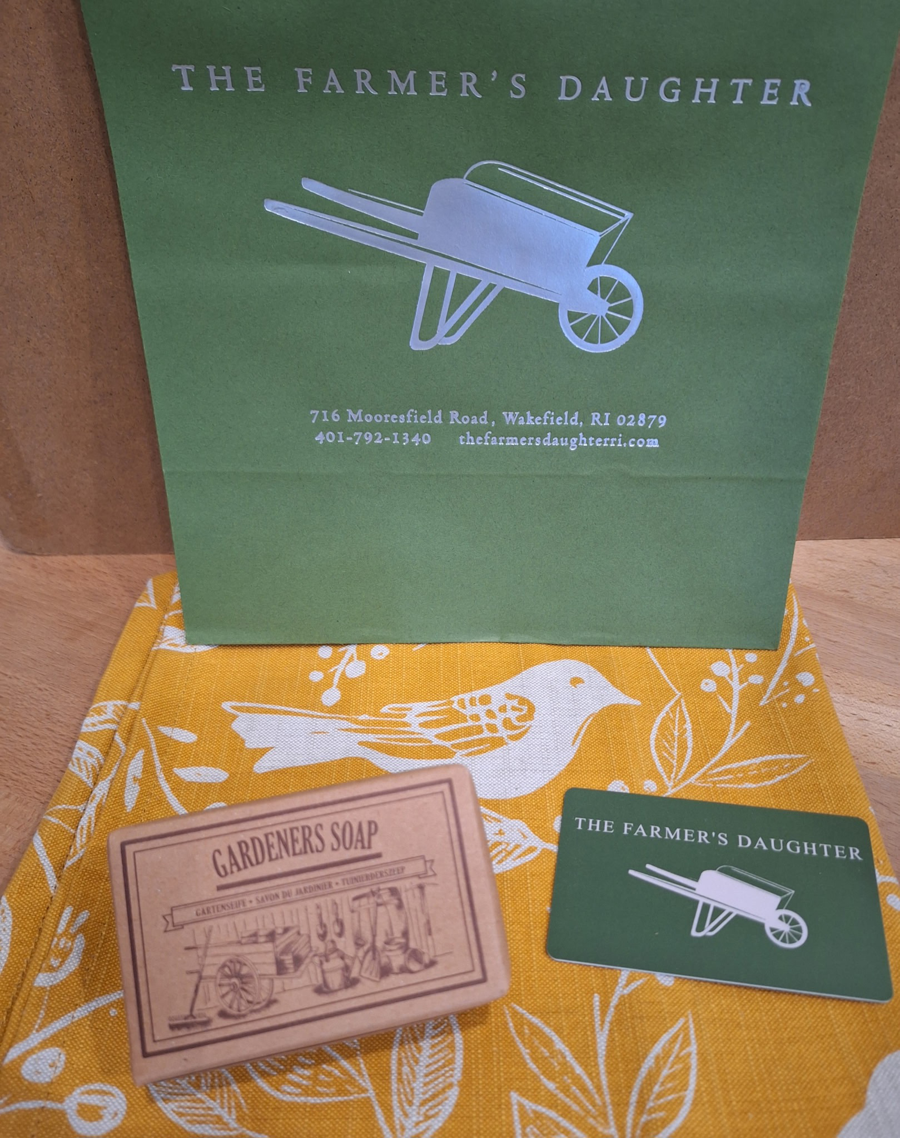 THE FARMER'S DAUGHTER
716 Mooresfield Road, Wakefield, RI 02879
401-792-1340 thefarmersdaughterri.com
GARDENERS SOAP
GARTENSEIFE • SAVON DU JARDINIER • TUINIERDERSZEEP
THE FARMER'S DAUGHTER